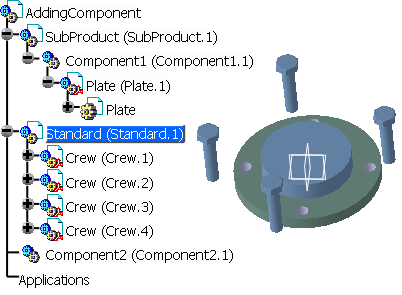 AddingComponent
SubProduct (SubProduct.1)
Component1 (Component1.1)
Plate (Plate.1)
Plate
Standard (Standard.1)
Crew (Crew.1)
Crew (Crew.2)
Crew (Crew.3)
Crew (Crew.4)
Component2 (Component2.1)
Applications